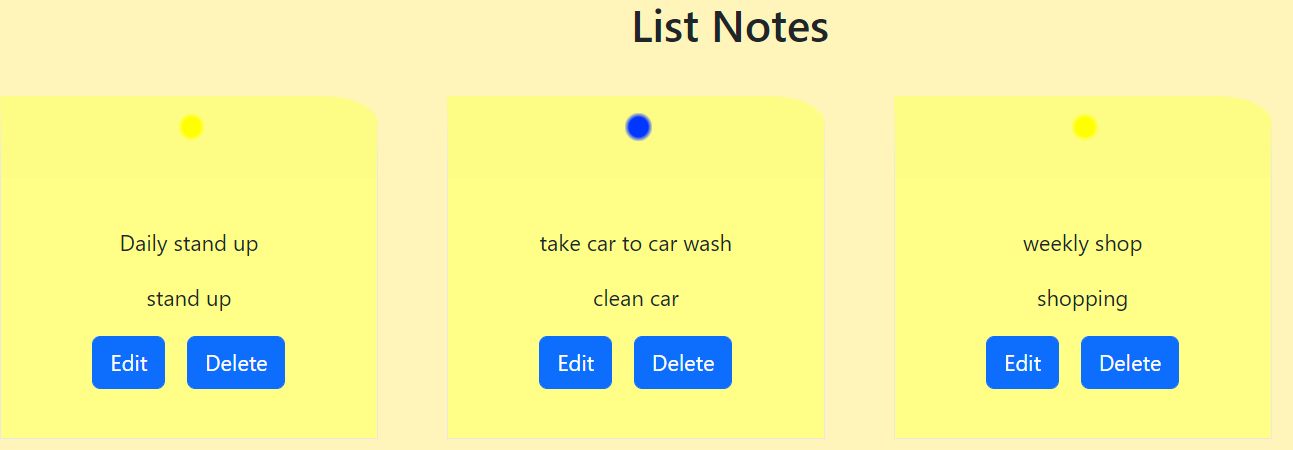 List Notes
Daily stand up
stand up
Edit Delete
take car to car wash
clean car
Edit Delete
weekly shop
shopping
Edit Delete